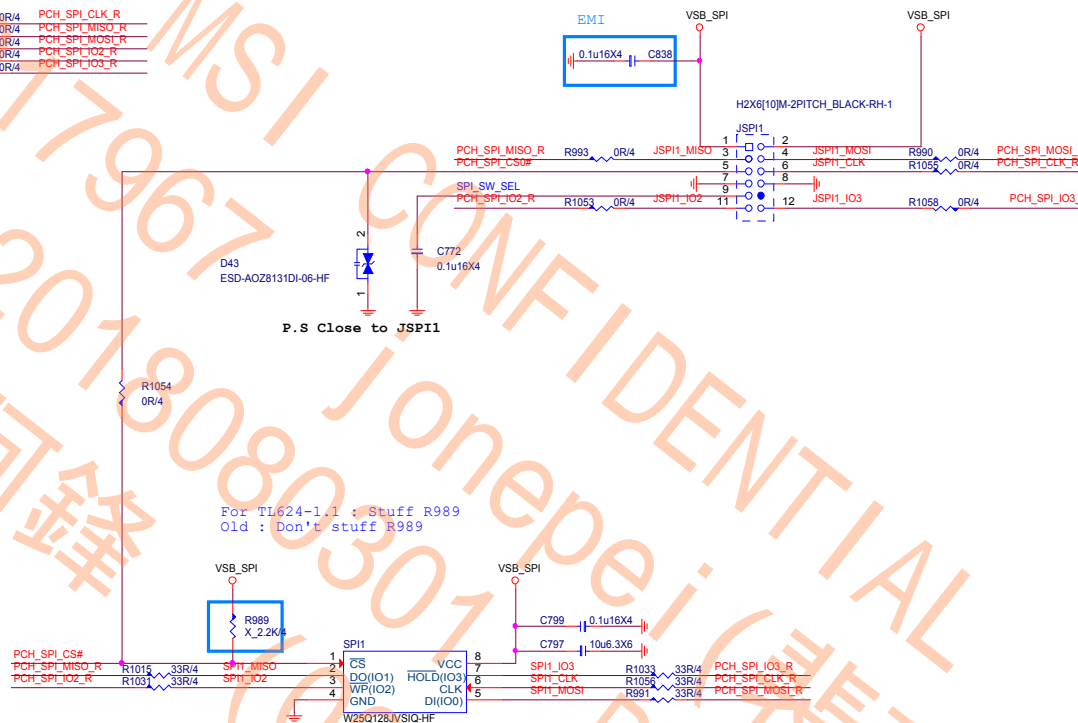 0R/4 PCH_SPI_CLK_R
0R/4 PCH_SPI_MISO_R
0R/4 PCH_SPI_MOSI_R
0R/4 PCH_SPI_IO2_R
0R/4 PCH_SPI_IO3_R
EMI
VSB_SPI
VSB_SPI
0.1u16X4 C838
H2X6[10]M-2PITCH_BLACK-RH-1
JSPI1
1 2
PCH_SPI_MISO_R R993 0R/4 JSPI1_MISO 3 4 JSPI1_MOSI R990 0R/4 PCH_SPI_MOSI_
PCH_SPI_CS0# 5 6 JSPI1_CLK R1055 0R/4 PCH_SPI_CLK_R
7 8
SPI_SW_SEL 9
PCH_SPI_IO2_R R1053 0R/4 JSPI1_IO2 11 12 JSPI1_IO3 R1058 0R/4 PCH_SPI_IO3_
2
D43
ESD-AOZ8131DI-06-HF
1
C772
0.1u16X4
P.S Close to JSPI1
R1054
0R/4
For TL624-1.1 : Stuff R989
Old : Don't stuff R989
VSB_SPI
VSB_SPI
R989
X_2.2K/4
C799 0.1u16X4
C797 10u6.3X6
SPI1
PCH_SPI_CS# 1 CS VCC 8
PCH_SPI_MISO_R R1015 33R/4 SPI1_MISO 2 DO(IO1) HOLD(IO3) 7 SPI1_IO3 R1033 33R/4 PCH_SPI_IO3_R
PCH_SPI_IO2_R R1031 33R/4 SPI1_IO2 3 WP(IO2) CLK 6 SPI1_CLK R1056 33R/4 PCH_SPI_CLK_R
4 GND DI(IO0) 5 SPI1_MOSI R991 33R/4 PCH_SPI_MOSI_R
W25Q128JVSIQ-HF
MSI CONFIDENTIAL
17967 jonepei(
2018080301